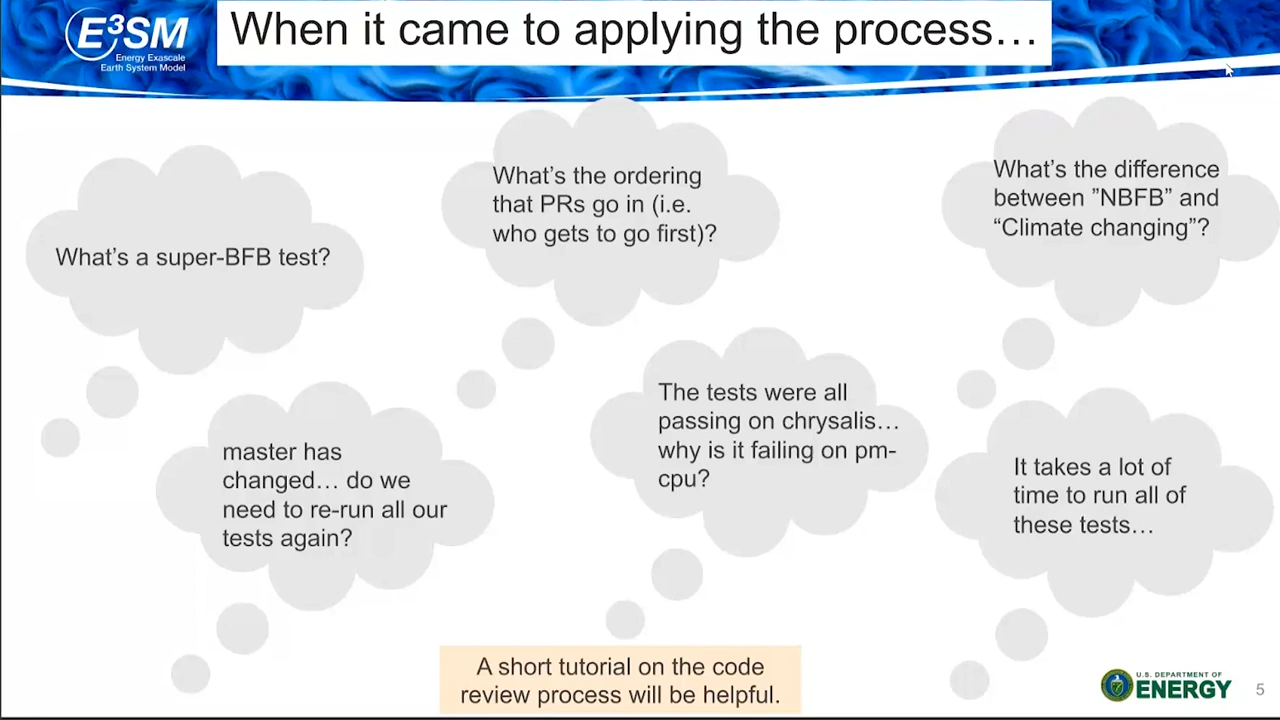 E³SM
Energy Exascale
Earth System Model
When it came to applying the process…
What’s a super-BFB test?
What’s the ordering
that PRs go in (i.e.
who gets to go first)?
What’s the difference
between ”NBFB” and
“Climate changing”?
master has
changed… do we
need to re-run all our
tests again?
The tests were all
passing on chrysalis…
why is it failing on pm-
cpu?
It takes a lot of
time to run all of
these tests…
A short tutorial on the code
review process will be helpful.
U.S. DEPARTMENT OF
ENERGY
5